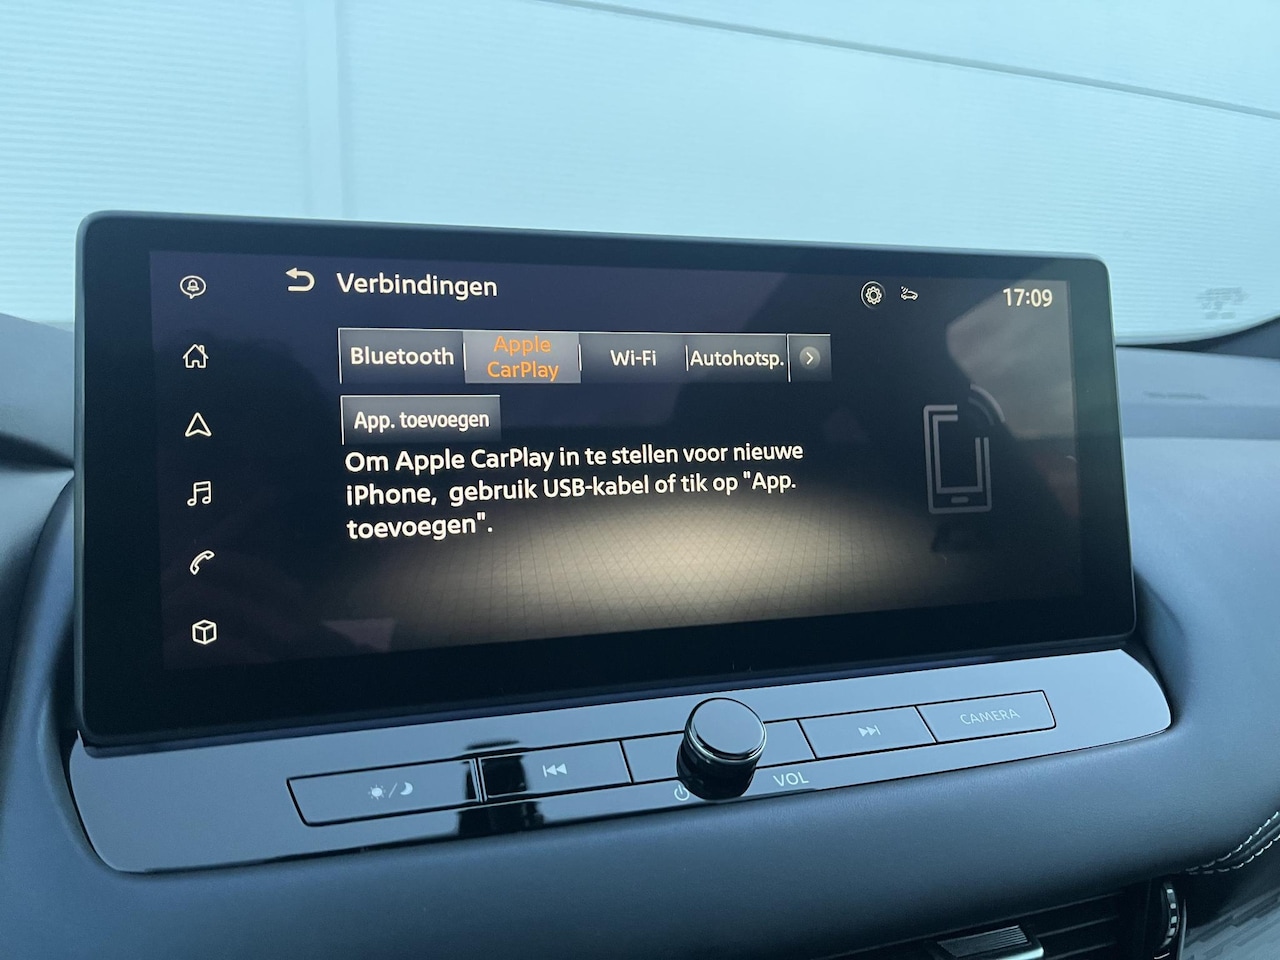 Verbindingen
17:09
Bluetooth
Apple
CarPlay
Wi-Fi
Autohotsp.
App. toevoegen
Om Apple CarPlay in te stellen voor nieuwe
iPhone, gebruik USB-kabel of tik op "App.
toevoegen".
VOL
CAMERA